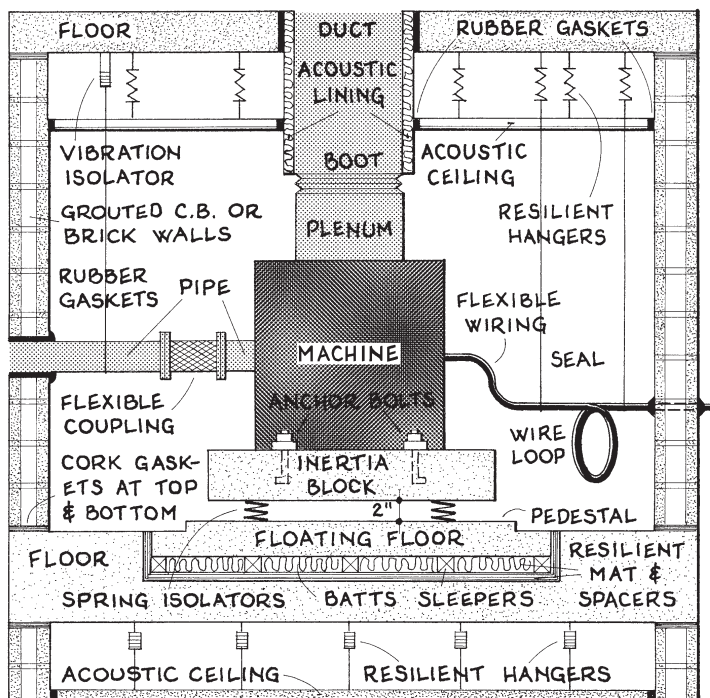 FLOOR
DUCT
RUBBER GASKETS
ACOUSTIC
LINING
VIBRATION
ISOLATOR
BOOT
ACOUSTIC
CEILING
GROUTED C.B. OR
BRICK WALLS
PLENUM
RESILIENT
HANGERS
RUBBER
GASKETS
PIPE
FLEXIBLE
WIRING
MACHINE
SEAL
FLEXIBLE
COUPLING
ANCHOR BOLTS
WIRE
LOOP
CORK GASK-
ETS AT TOP
& BOTTOM
INERTIA
BLOCK
2"
PEDESTAL
FLOOR
FLOATING FLOOR
RESILIENT
MAT &
SPACERS
SPRING ISOLATORS
BATTS
SLEEPERS
ACOUSTIC CEILING
RESILIENT HANGERS